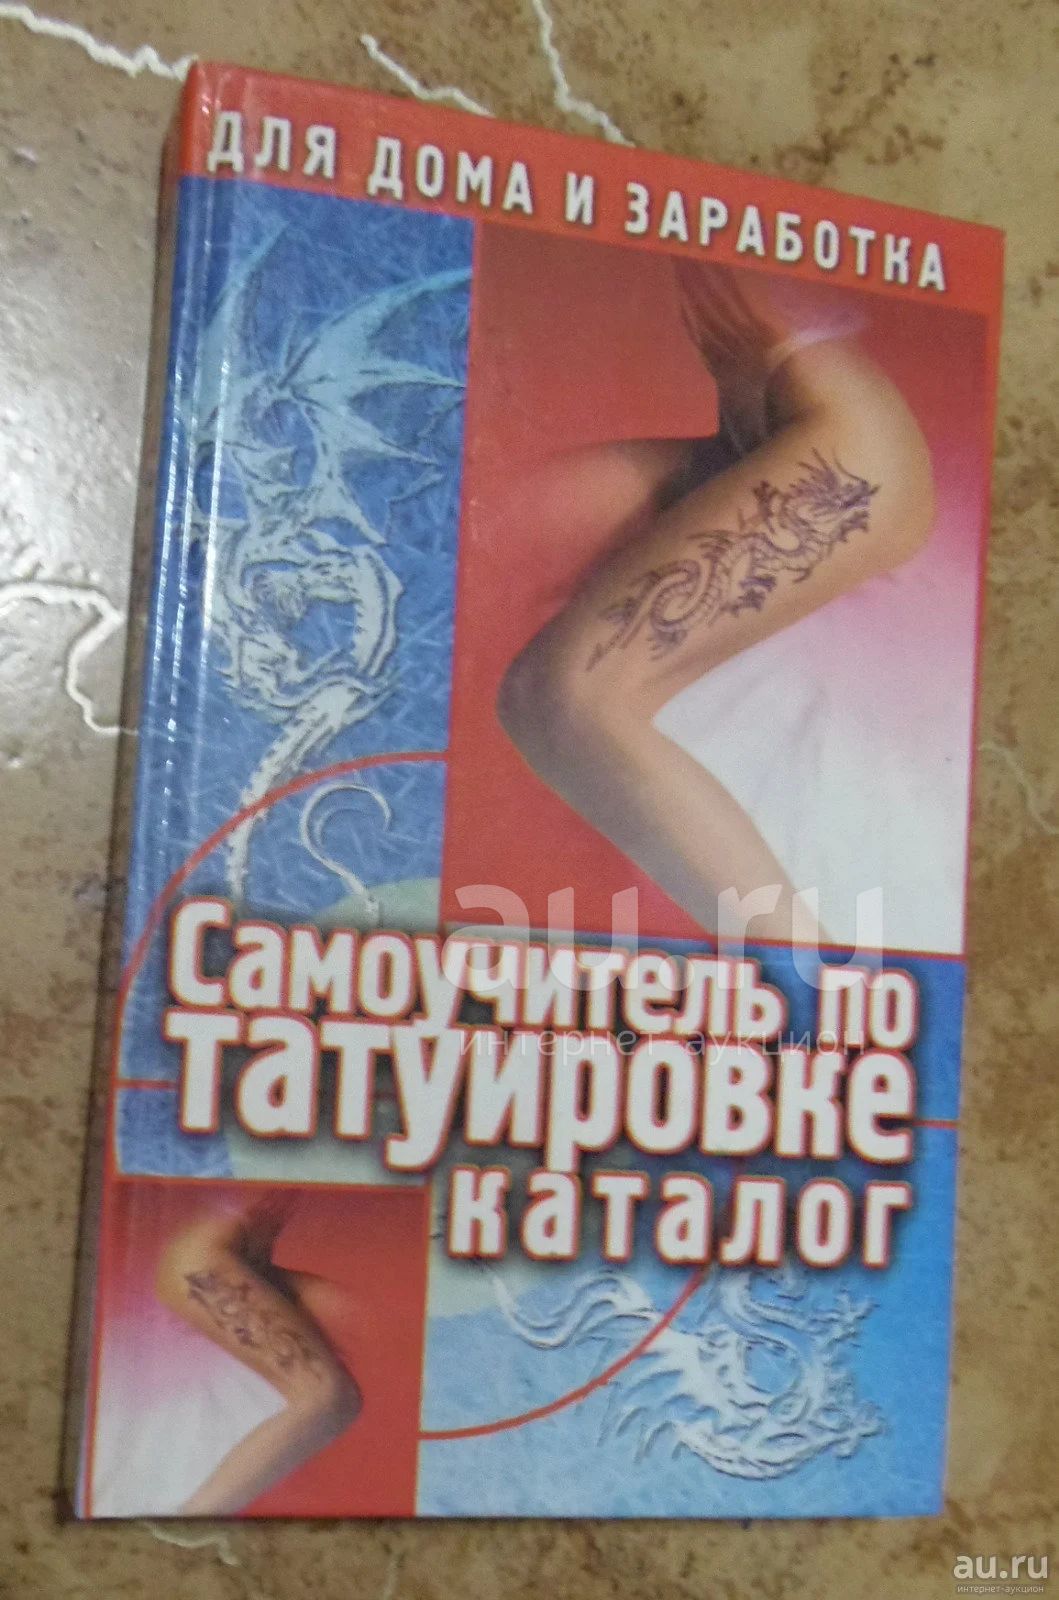 ДЛЯ ДОМА И ЗАРАБОТКА
Самоучитель по
татуировке
каталог
au.ru
интернет-аукцион
au.ru
интернет-аукцион